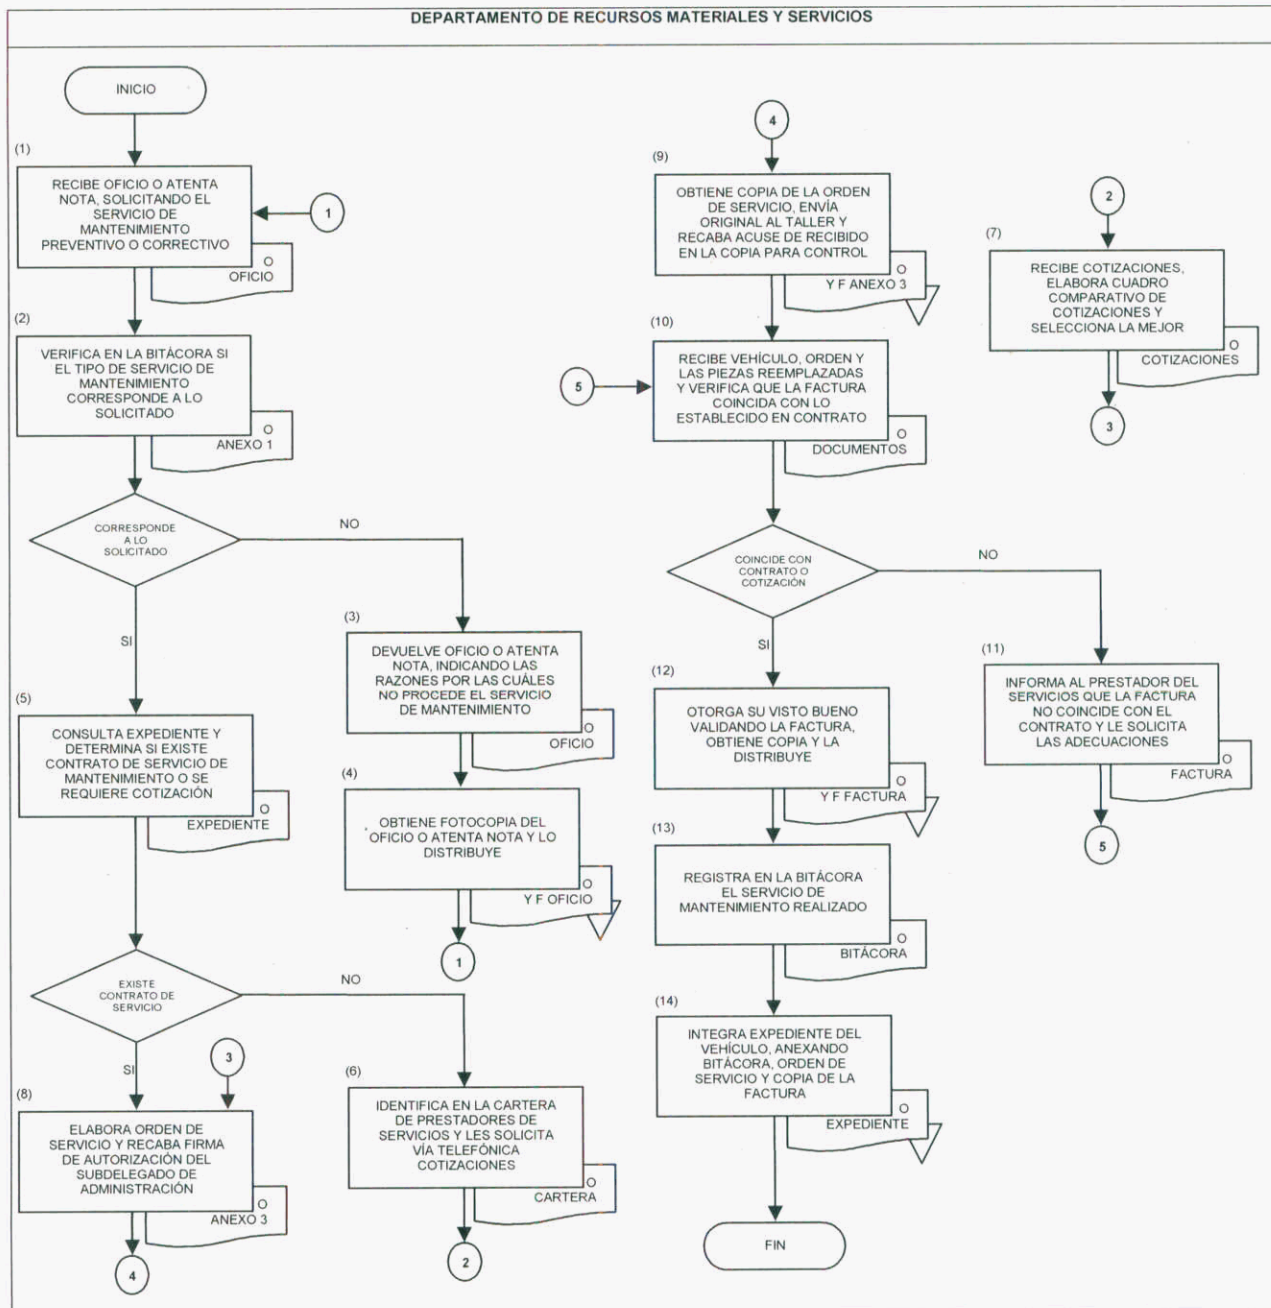 DEPARTAMENTO DE RECURSOS MATERIALES Y SERVICIOS
INICIO
(1)
RECIBE OFICIO O ATENTA
NOTA, SOLICITANDO EL
SERVICIO DE
MANTENIMIENTO
PREVENTIVO O CORRECTIVO
1
O
OFICIO
(2)
VERIFICA EN LA BITÁCORA SI
EL TIPO DE SERVICIO DE
MANTENIMIENTO
CORRESPONDE A LO
SOLICITADO
O
ANEXO 1
CORRESPONDE
A LO
SOLICITADO
NO
SI
(3)
DEVUELVE OFICIO O ATENTA
NOTA, INDICANDO LAS
RAZONES POR LAS CUÁLES
NO PROCEDE EL SERVICIO
DE MANTENIMIENTO
O
OFICIO
(4)
OBTIENE FOTOCOPIA DEL
OFICIO O ATENTA NOTA Y LO
DISTRIBUYE
O
Y F OFICIO
1
(5)
CONSULTA EXPEDIENTE Y
DETERMINA SI EXISTE
CONTRATO DE SERVICIO DE
MANTENIMIENTO O SE
REQUIERE COTIZACIÓN
O
EXPEDIENTE
EXISTE
CONTRATO DE
SERVICIO
NO
SI
3
(6)
IDENTIFICA EN LA CARTERA
DE PRESTADORES DE
SERVICIOS Y LES SOLICITA
VÍA TELEFÓNICA
COTIZACIONES
O
CARTERA
2
(8)
ELABORA ORDEN DE
SERVICIO Y RECABA FIRMA
DE AUTORIZACIÓN DEL
SUBDELEGADO DE
ADMINISTRACIÓN
O
ANEXO 3
4
4
(9)
OBTIENE COPIA DE LA ORDEN
DE SERVICIO, ENVÍA
ORIGINAL AL TALLER Y
RECABA ACUSE DE RECIBIDO
EN LA COPIA PARA CONTROL
O
Y F ANEXO 3
(10)
RECIBE VEHÍCULO, ORDEN Y
LAS PIEZAS REEMPLAZADAS
Y VERIFICA QUE LA FACTURA
COINCIDA CON LO
ESTABLECIDO EN CONTRATO
5
O
DOCUMENTOS
COINCIDE CON
CONTRATO O
COTIZACIÓN
NO
SI
(12)
OTORGA SU VISTO BUENO
VALIDANDO LA FACTURA,
OBTIENE COPIA Y LA
DISTRIBUYE
O
Y F FACTURA
(13)
REGISTRA EN LA BITÁCORA
EL SERVICIO DE
MANTENIMIENTO REALIZADO
O
BITÁCORA
(14)
INTEGRA EXPEDIENTE DEL
VEHÍCULO, ANEXANDO
BITÁCORA, ORDEN DE
SERVICIO Y COPIA DE LA
FACTURA
O
EXPEDIENTE
FIN
2
(7)
RECIBE COTIZACIONES,
ELABORA CUADRO
COMPARATIVO DE
COTIZACIONES Y
SELECCIONA LA MEJOR
O
COTIZACIONES
3
(11)
INFORMA AL PRESTADOR DEL
SERVICIOS QUE LA FACTURA
NO COINCIDE CON EL
CONTRATO Y LE SOLICITA
LAS ADECUACIONES
O
FACTURA
5